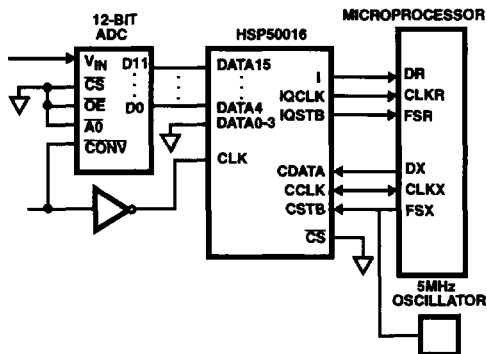 12-BIT
ADC
VIN
CS
OE
A0
CONV
D11
D0
HSP50016
DATA15
DATA4
DATA0-3
CLK
I
IQCLK
IQSTB
CDATA
CCLK
CSTB
CS
MICROPROCESSOR
DR
CLKR
FSR
DX
CLKX
FSX
5MHz
OSCILLATOR